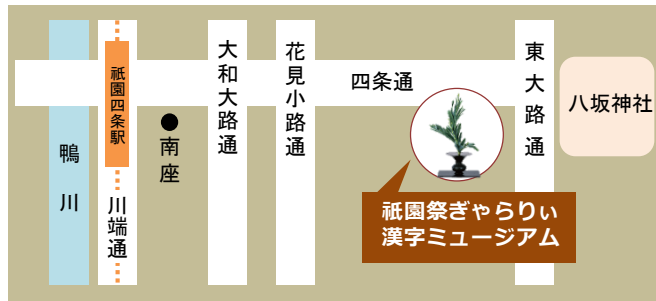 鴨川
祇園四条駅
川端通
南座
大和大路通
花見小路通
四条通
東大路通
八坂神社
祇園祭ぎゃらりぃ
漢字ミュージアム